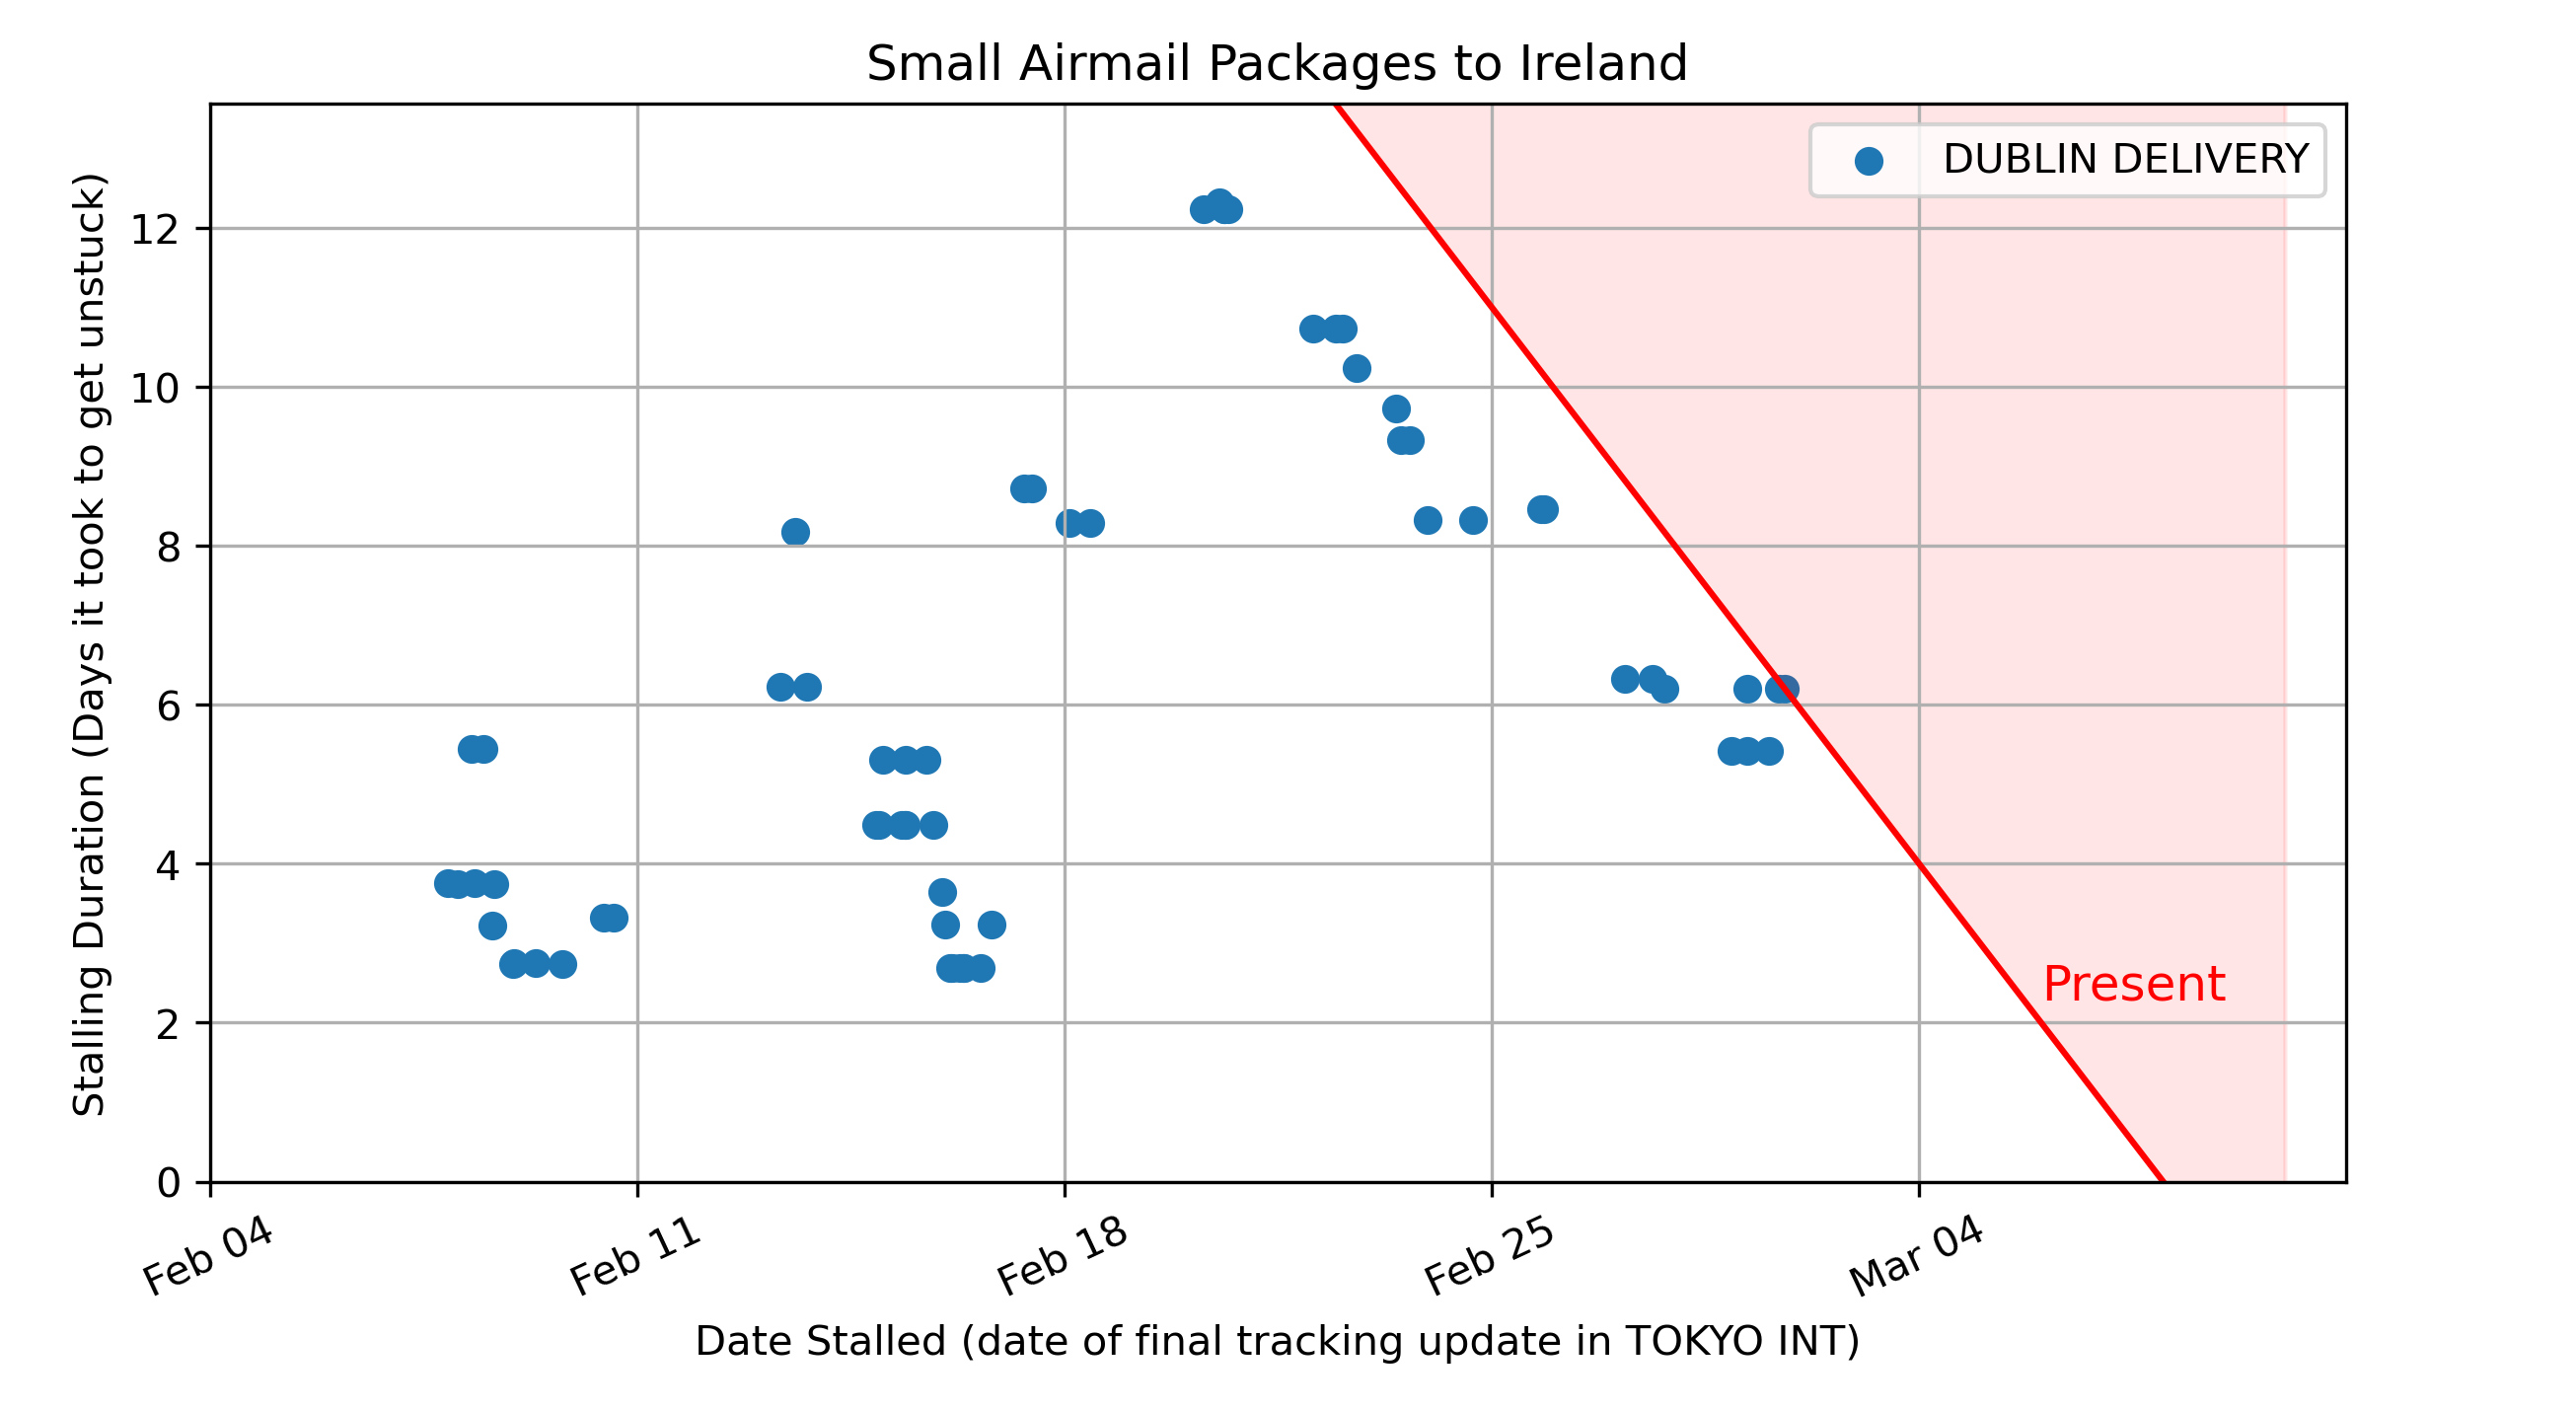 Small Airmail Packages to Ireland
DUBLIN DELIVERY
Stalling Duration (Days it took to get unstuck)
12
10
8
6
4
2
0
Present
Feb 04
Feb 11
Feb 18
Feb 25
Mar 04
Date Stalled (date of final tracking update in TOKYO INT)